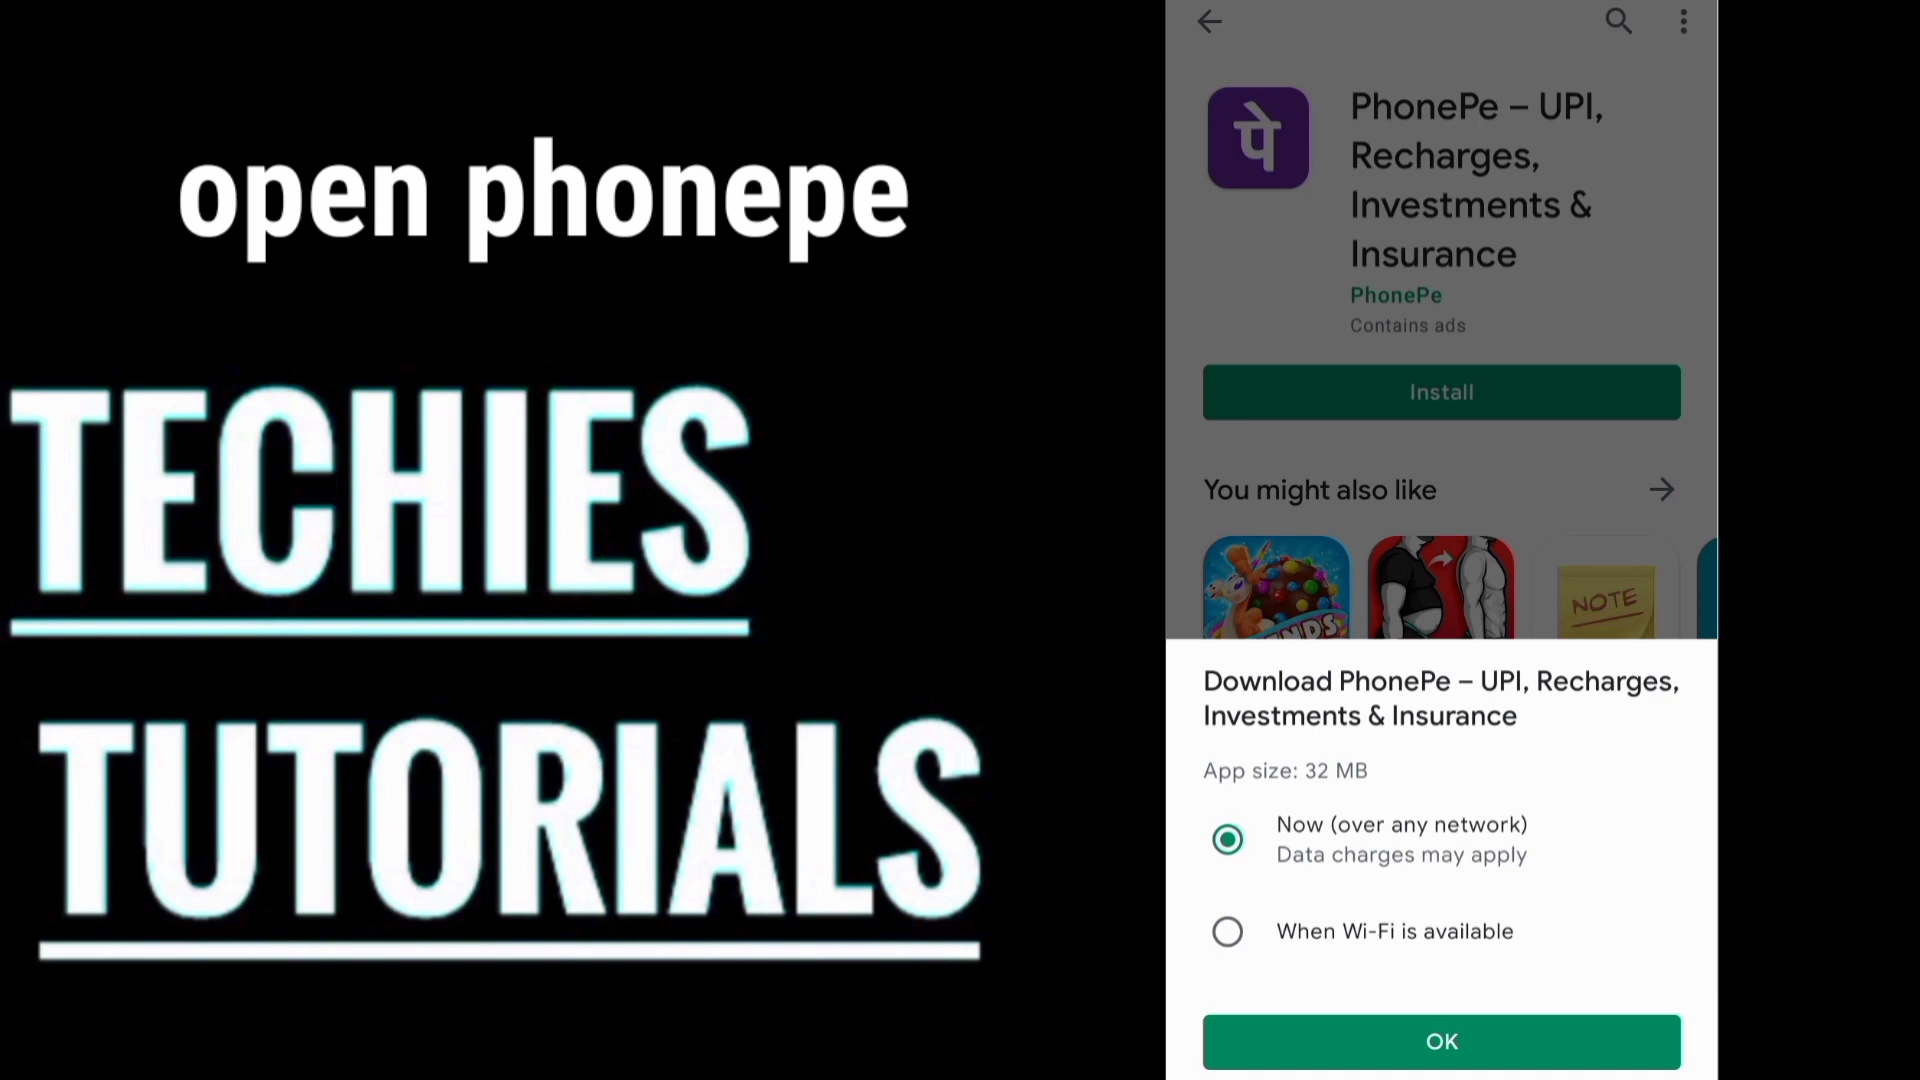 open phonepe
TECHIES
TUTORIALS
पे
PhonePe – UPI,
Recharges,
Investments &
Insurance
PhonePe
Contains ads
Install
You might also like
NOTE
Download PhonePe – UPI, Recharges,
Investments & Insurance
App size: 32 MB
Now (over any network)
Data charges may apply
When Wi-Fi is available
OK